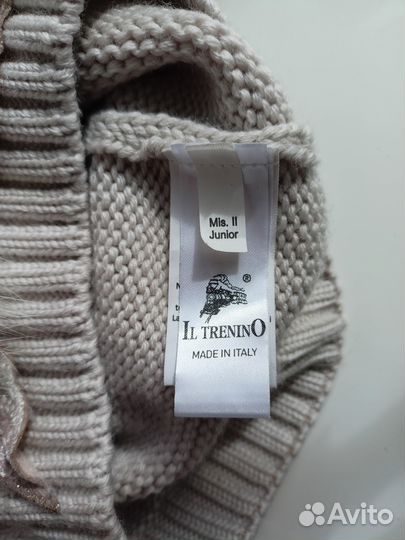 Mis. II
Junior
®
IL TRENINO
MADE IN ITALY
Avito